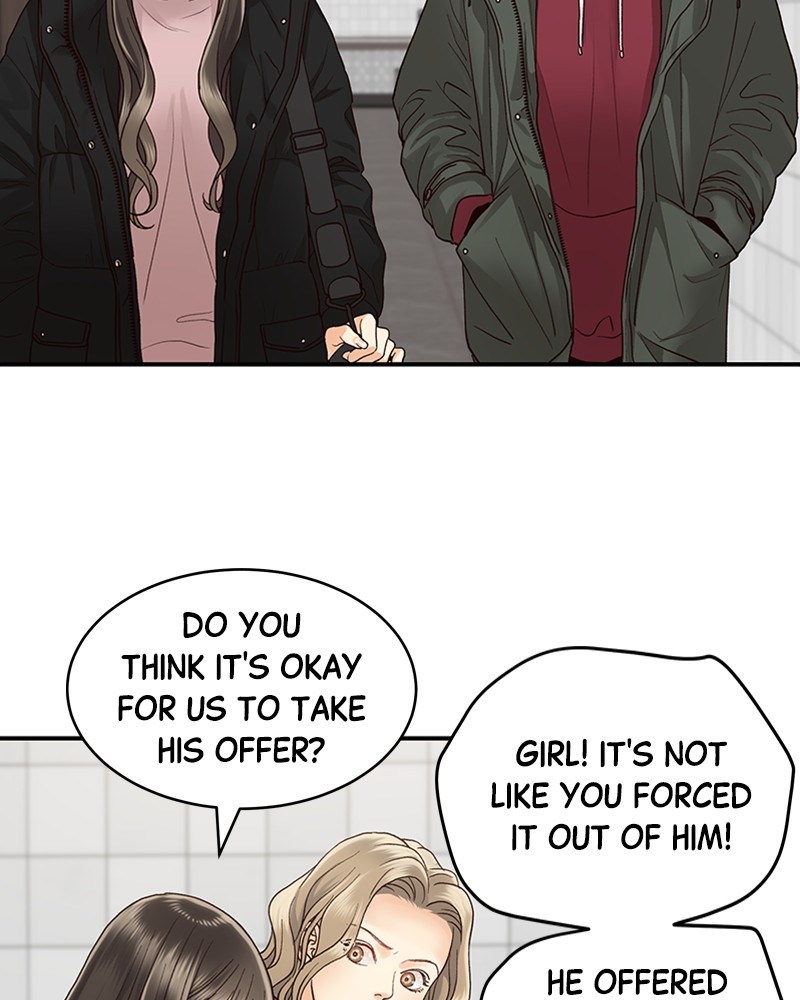 DO YOU
THINK IT'S OKAY
FOR US TO TAKE
HIS OFFER?
GIRL! IT'S NOT
LIKE YOU FORCED
IT OUT OF HIM!
HE OFFERED